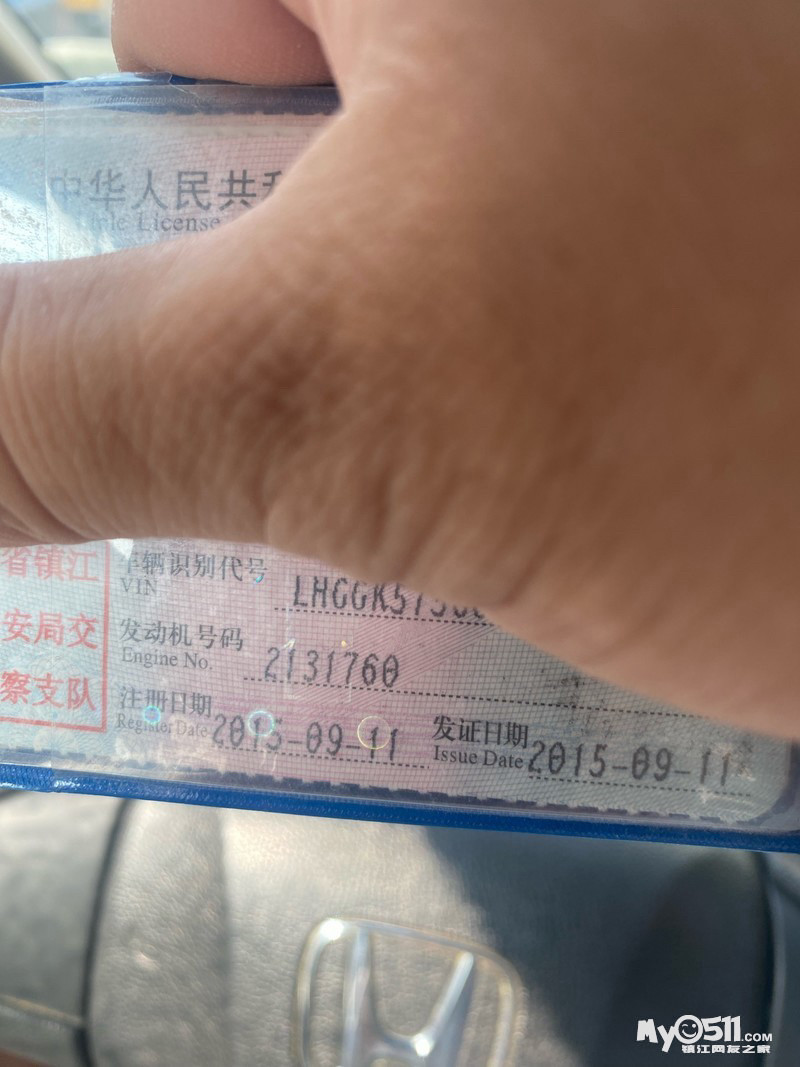 中华人民共和
License
省镇江
车辆识别代号
VIN
安局交
发动机号码
Engine No.
2131760
察支队
注册日期
Register Date
2015-09-11
发证日期
Issue Date
2015-09-11
My0511.COM
镇江网友之家